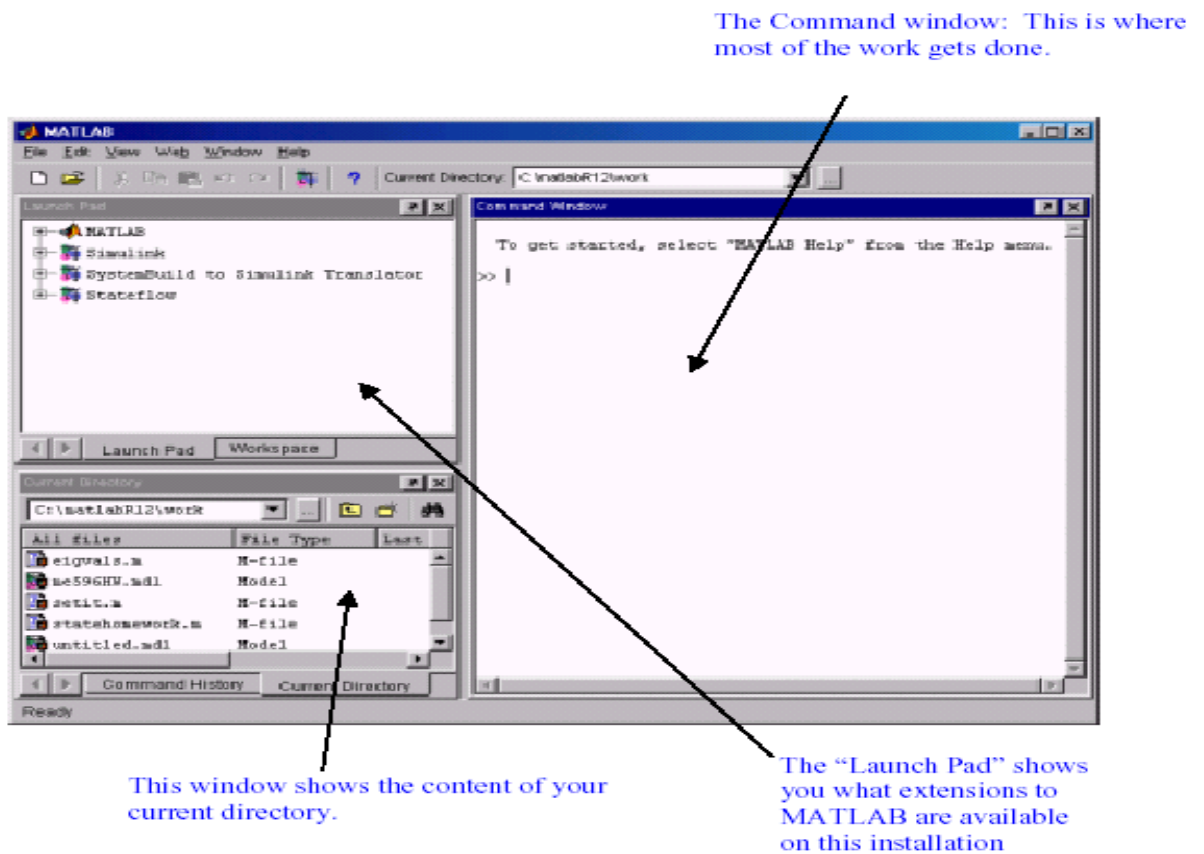 The Command window: This is where
most of the work gets done.
MATLAB
File Edit View Web Window Help
Current Directory: C:\matlabR12\work
Launch Pad
Command Window
MATLAB
Simulink
SystemBuild to Simulink Translator
Stateflow
To get started, select "MATLAB Help" from the Help menu.
>>
Launch Pad Workspace
Current Directory
C:\matlabR12\work
All files File Type Last
eigvals.m M-file
me596HW.mdl Model
setit.m M-file
statehomework.m M-file
untitled.mdl Model
Command History Current Directory
Ready
This window shows the content of your
current directory.
The “Launch Pad” shows
you what extensions to
MATLAB are available
on this installation